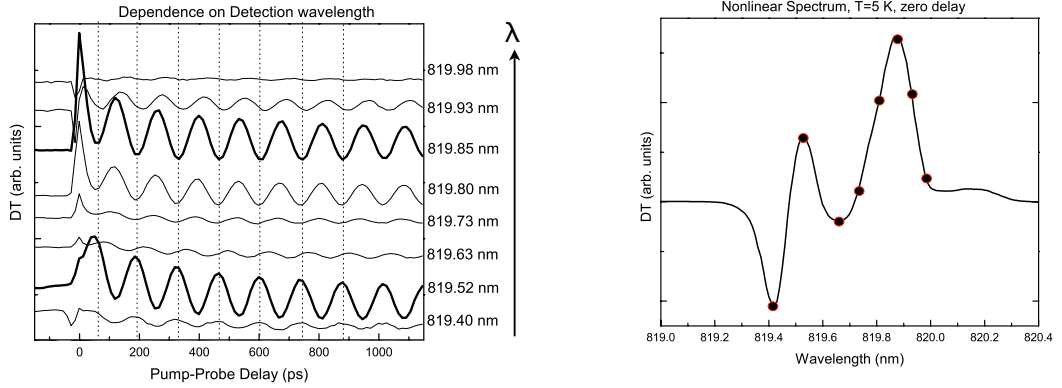 Dependence on Detection wavelength
DT (arb. units)
819.98 nm
819.93 nm
819.85 nm
819.80 nm
819.73 nm
819.63 nm
819.52 nm
819.40 nm
0 200 400 600 800 1000
Pump-Probe Delay (ps)
λ
Nonlinear Spectrum, T=5 K, zero delay
DT (arb. units)
819.0 819.2 819.4 819.6 819.8 820.0 820.2 820.4
Wavelength (nm)